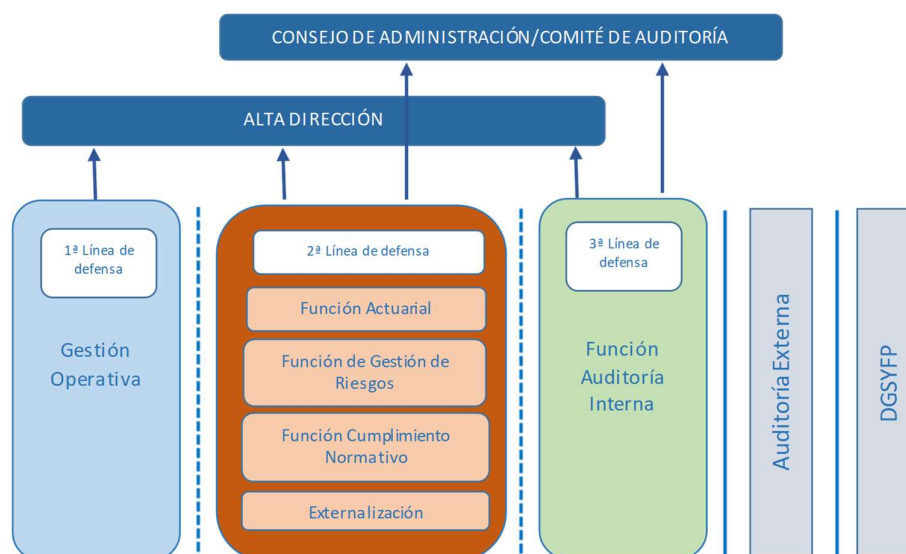 CONSEJO DE ADMINISTRACIÓN/COMITÉ DE AUDITORÍA
ALTA DIRECCIÓN
1ª Línea de
defensa
Gestión
Operativa
2ª Línea de defensa
Función Actuarial
Función de Gestión de
Riesgos
Función Cumplimiento
Normativo
Externalización
3ª Línea de
defensa
Función
Auditoría
Interna
Auditoría Externa
DGSYFP